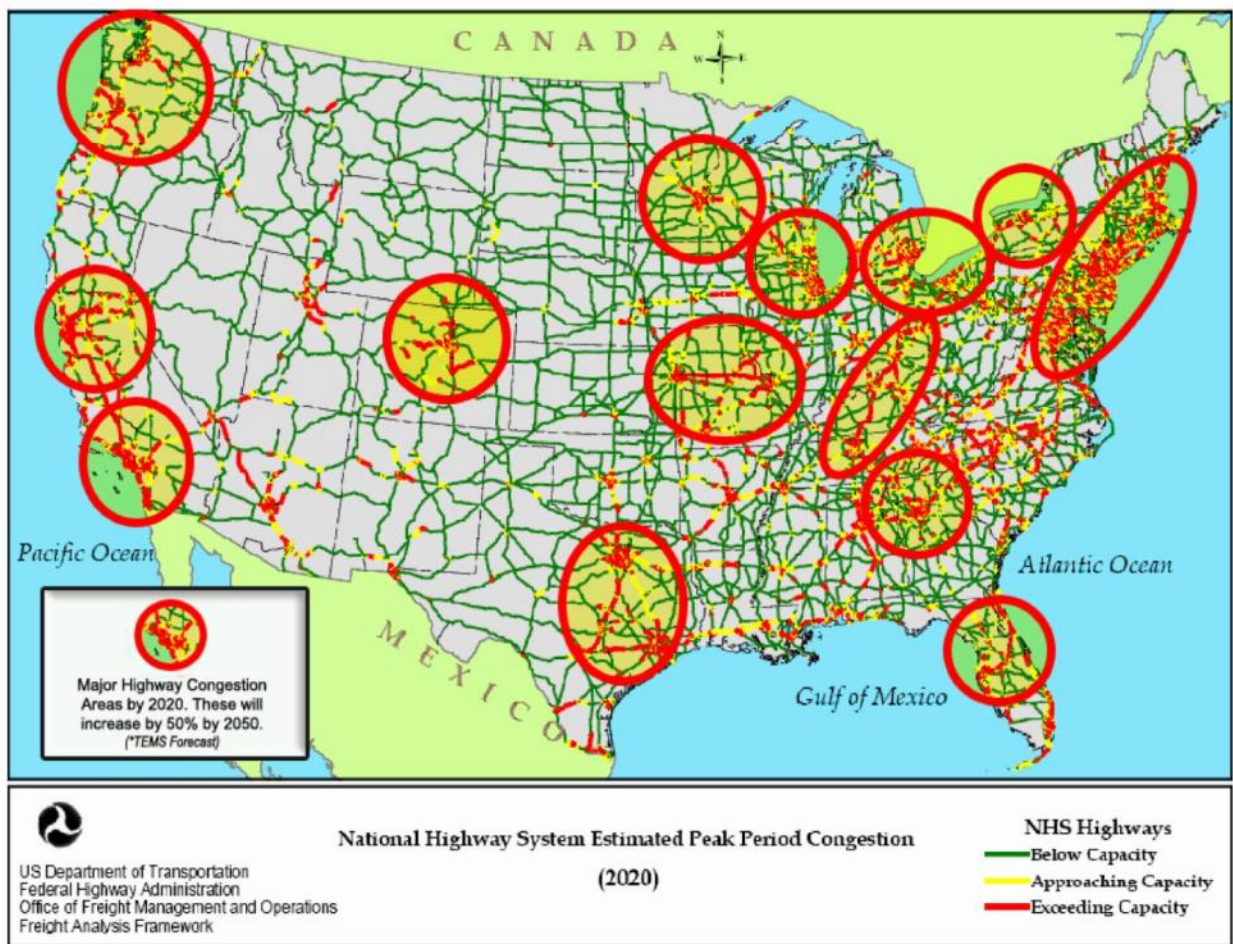 CANADA
N
W E
S
Pacific Ocean
Atlantic Ocean
MEXICO
Gulf of Mexico
Major Highway Congestion
Areas by 2020. These will
increase by 50% by 2050.
(*TEMS Forecast)
US Department of Transportation
Federal Highway Administration
Office of Freight Management and Operations
Freight Analysis Framework
National Highway System Estimated Peak Period Congestion
(2020)
NHS Highways
Below Capacity
Approaching Capacity
Exceeding Capacity